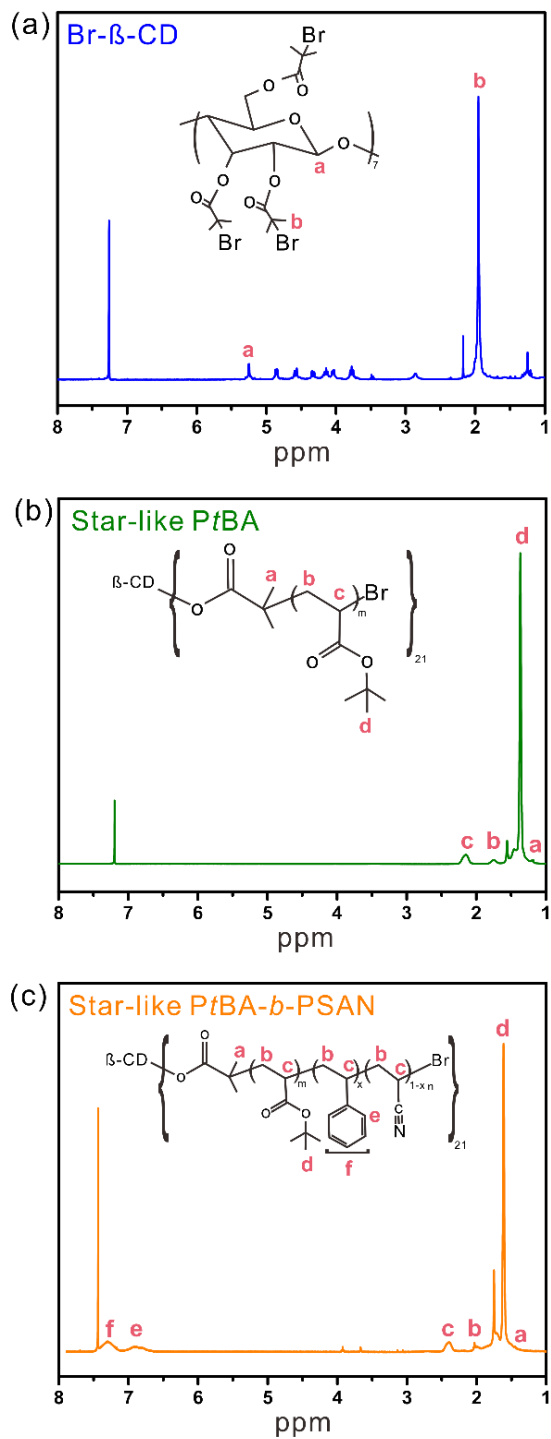 (a)
Br-ß-CD
Br
O
O
O
O
O
a
7
O
O
O
O
Br
Br
b
b
a
8 7 6 5 4 3 2 1
ppm
(b)
Star-like PtBA
ß-CD
O
O
a
b
c
m
Br
O
O
d
21
d
c
b
a
8 7 6 5 4 3 2 1
ppm
(c)
Star-like PtBA-b-PSAN
ß-CD
O
O
a
b
c
m
b
c
x
b
c
1-x
n
Br
O
O
d
e
f
N
21
d
f
e
c
b
a
8 7 6 5 4 3 2 1
ppm